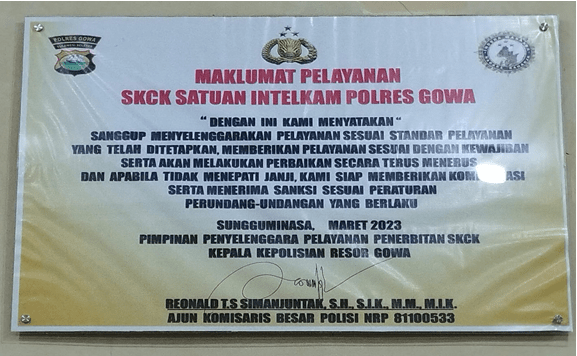 POLRES GOWA
MAKLUMAT PELAYANAN
SKCK SATUAN INTELKAM POLRES GOWA
" DENGAN INI KAMI MENYATAKAN "
SANGGUP MENYELENGGARAKAN PELAYANAN SESUAI STANDAR PELAYANAN
YANG TELAH DITETAPKAN, MEMBERIKAN PELAYANAN SESUAI DENGAN KEWAJIBAN
SERTA AKAN MELAKUKAN PERBAIKAN SECARA TERUS MENERUS
DAN APABILA TIDAK MENEPATI JANJI, KAMI SIAP MEMBERIKAN
SERTA MENERIMA SANKSI SESUAI PERATURAN
PERUNDANG-UNDANGAN YANG BERLAKU
SUNGGUMINASA, MARET 2023
PIMPINAN PENYELENGGARA PELAYANAN PENERBITAN SKCK
KEPALA KEPOLISIAN RESOR GOWA
REONALD T.S SIMANJUNTAK, S.H., S.I.K., M.M., M.I.K.
AJUN KOMISARIS BESAR POLISI NRP 81100533